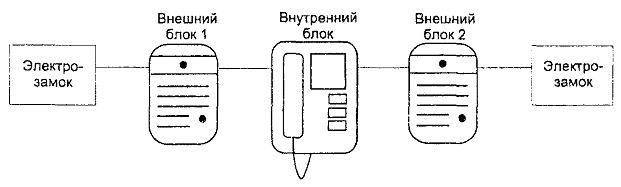 Внешний
блок 1
Внутренний
блок
Внешний
блок 2
Электро-
замок
Электро-
замок